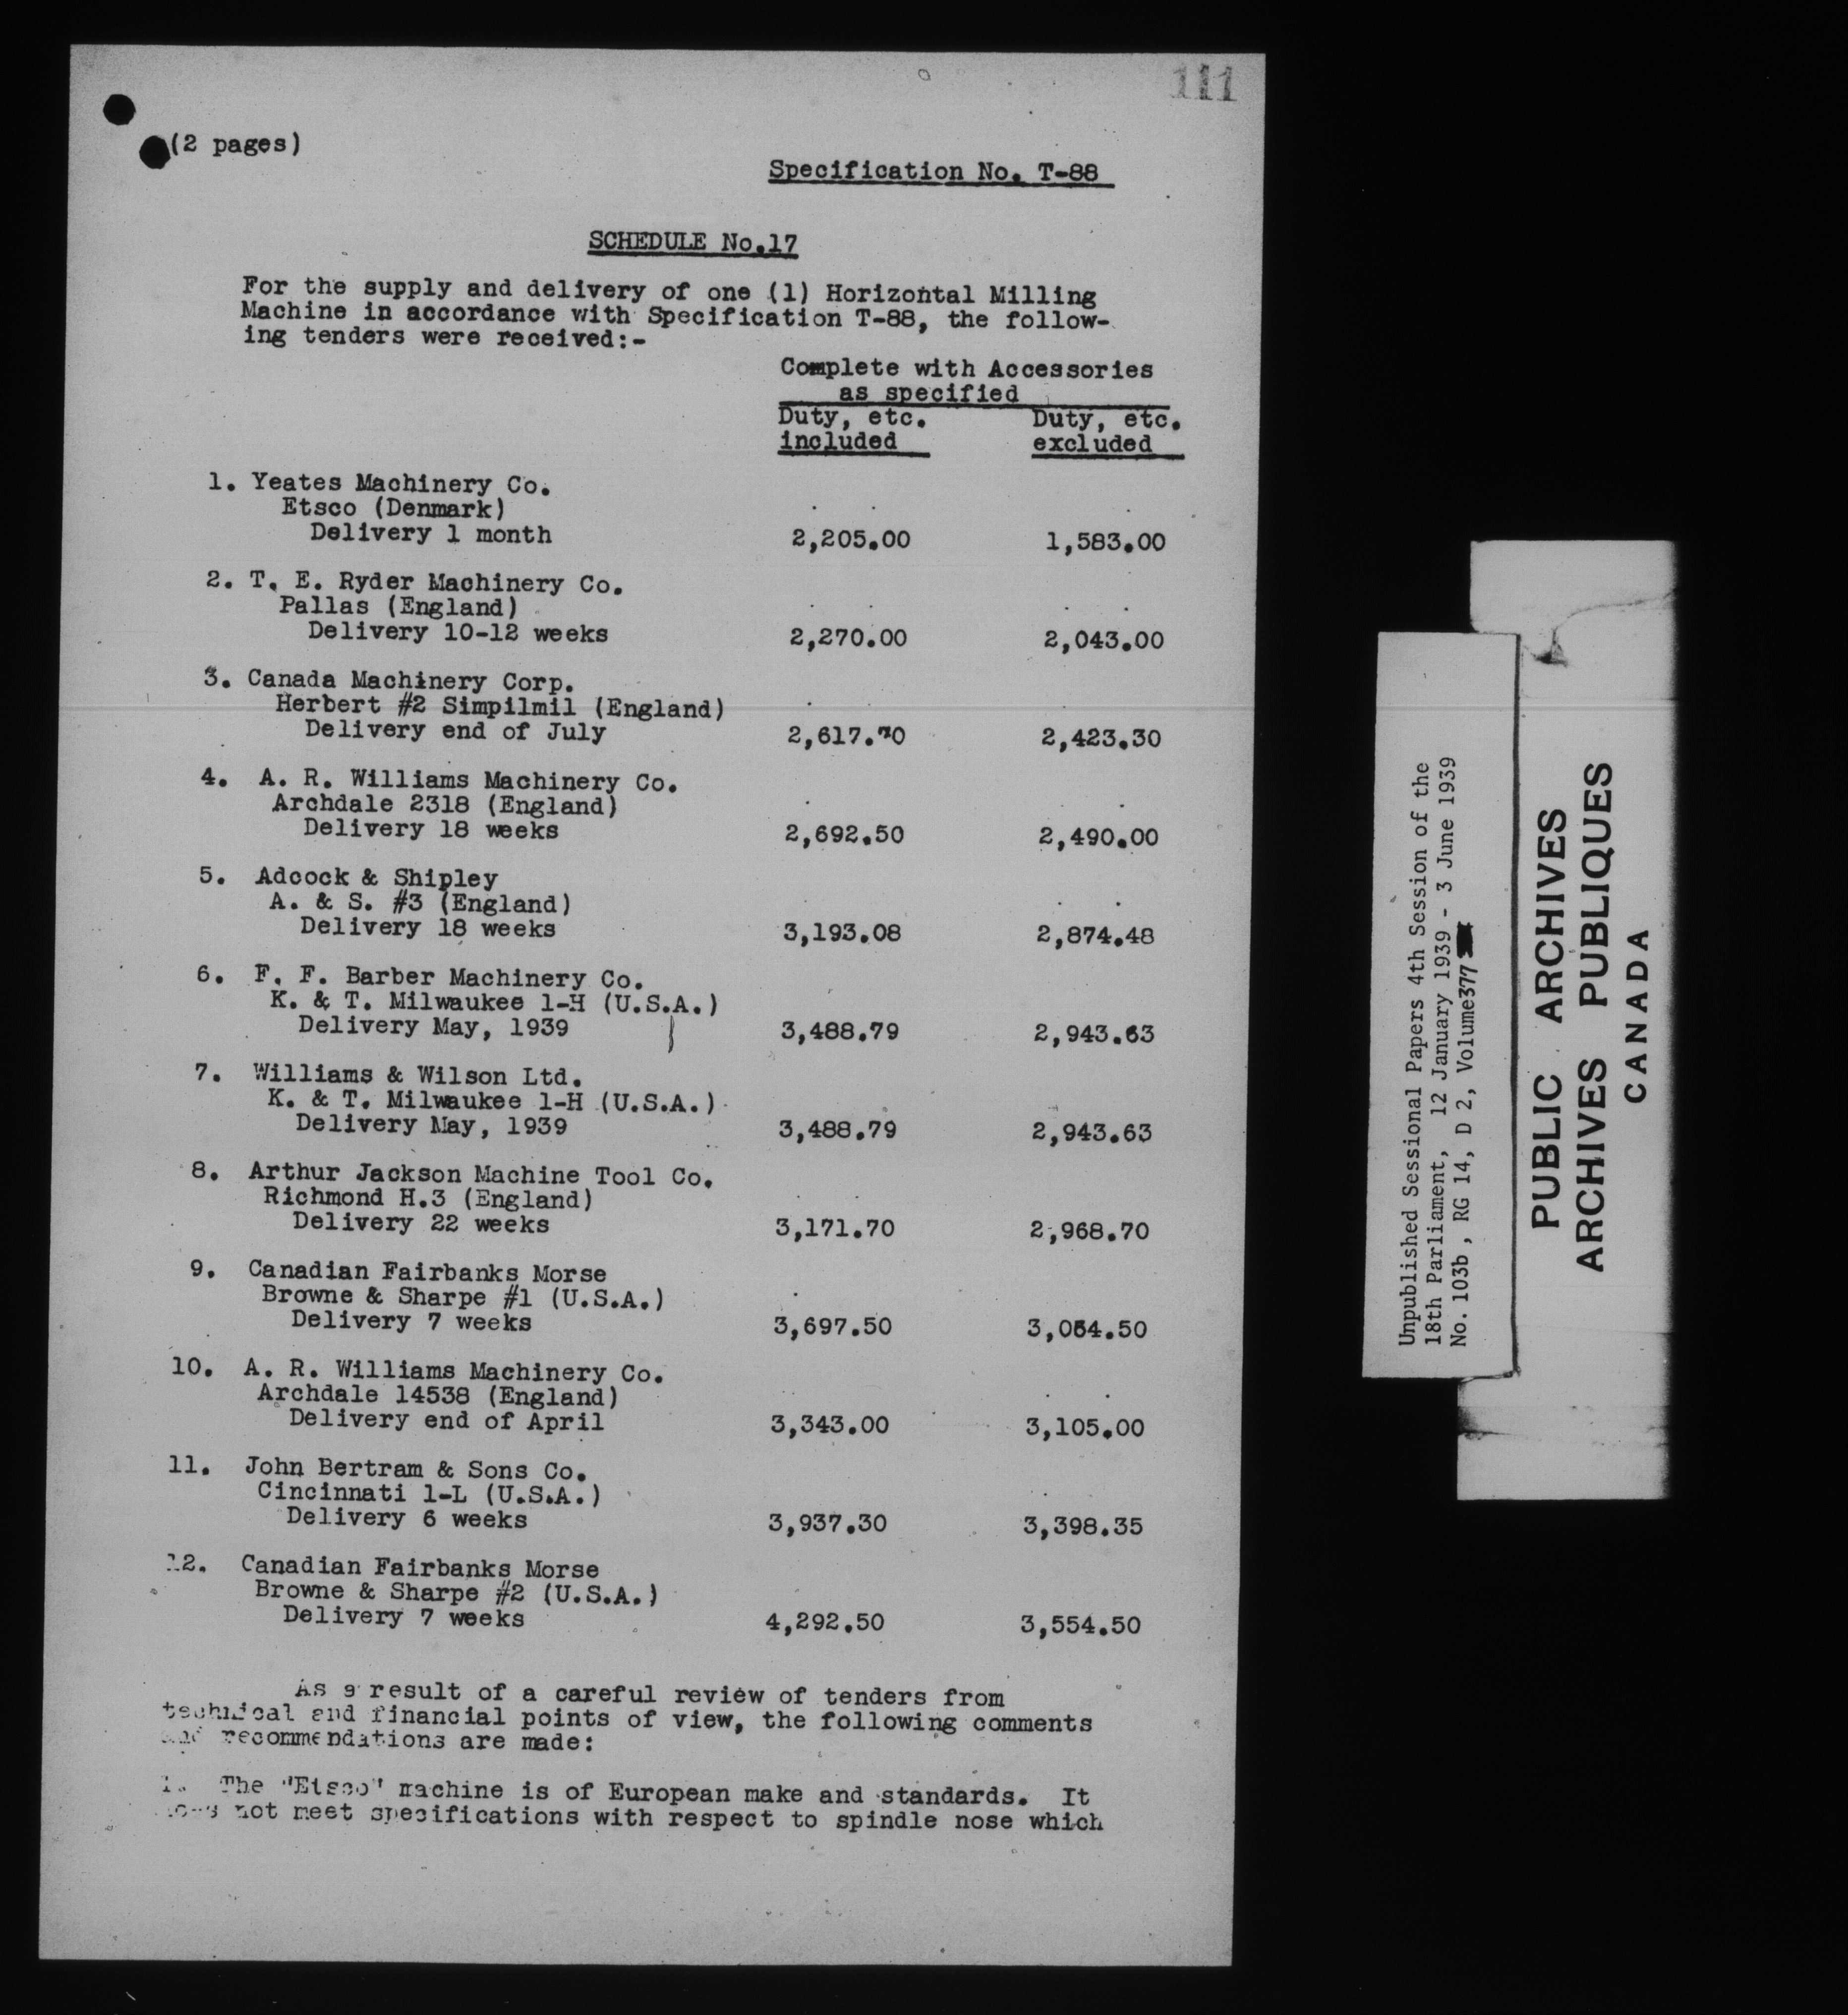 111
(2 pages)
Specification No. T-88
SCHEDULE No.17
For the supply and delivery of one (1) Horizontal Milling
Machine in accordance with Specification T-88, the follow-
ing tenders were received:-
Complete with Accessories
as specified
Duty, etc. Duty, etc.
included excluded
1. Yeates Machinery Co.
Etsco (Denmark)
Delivery 1 month 2,205.00 1,583.00
2. T. E. Ryder Machinery Co.
Pallas (England)
Delivery 10-12 weeks 2,270.00 2,043.00
3. Canada Machinery Corp.
Herbert #2 Simpilmil (England)
Delivery end of July 2,617.70 2,423.30
4. A. R. Williams Machinery Co.
Archdale 2318 (England)
Delivery 18 weeks 2,692.50 2,490.00
5. Adcock & Shipley
A. & S. #3 (England)
Delivery 18 weeks 3,193.08 2,874.48
6. F. F. Barber Machinery Co.
K. & T. Milwaukee 1-H (U.S.A.)
Delivery May, 1939 3,488.79 2,943.63
7. Williams & Wilson Ltd.
K. & T. Milwaukee 1-H (U.S.A.)
Delivery May, 1939 3,488.79 2,943.63
8. Arthur Jackson Machine Tool Co.
Richmond H.3 (England)
Delivery 22 weeks 3,171.70 2,968.70
9. Canadian Fairbanks Morse
Browne & Sharpe #1 (U.S.A.)
Delivery 7 weeks 3,697.50
10. A. R. Williams Machinery Co.
Archdale 14538 (England)
Delivery end of April 3,343.00 3,105.00
11. John Bertram & Sons Co.
Cincinnati 1-L (U.S.A.)
Delivery 6 weeks 3,937.30 3,398.35
12. Canadian Fairbanks Morse
Browne & Sharpe #2 (U.S.A.)
Delivery 7 weeks 4,292.50 3,554.50
As a result of a careful review of tenders from
technical and financial points of view, the following comments
and recommendations are made:
1. The "Etsco" machine is of European make and standards. It
does not meet specifications with respect to spindle nose which
Unpublished Sessional Papers 4th Session of the
18th Parliament, 12 January 1939 - 3 June 1939
No. 103b, RG 14, D 2, Volume 377
PUBLIC ARCHIVES
ARCHIVES PUBLIQUES
CANADA